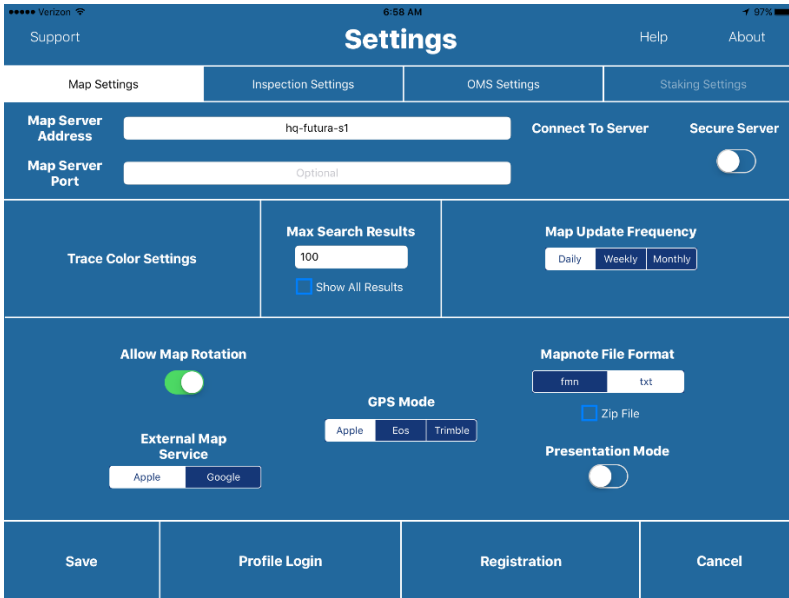 Verizon 6:58 AM 97%
Support Settings Help About
Map Settings Inspection Settings OMS Settings Staking Settings
Map Server
Address
hq-futura-s1
Connect To Server Secure Server
Map Server
Port
Optional
Trace Color Settings
Max Search Results
100
Show All Results
Map Update Frequency
Daily Weekly Monthly
Allow Map Rotation
External Map
Service
Apple Google
GPS Mode
Apple Eos Trimble
Mapnote File Format
fmn txt
Zip File
Presentation Mode
Save Profile Login Registration Cancel